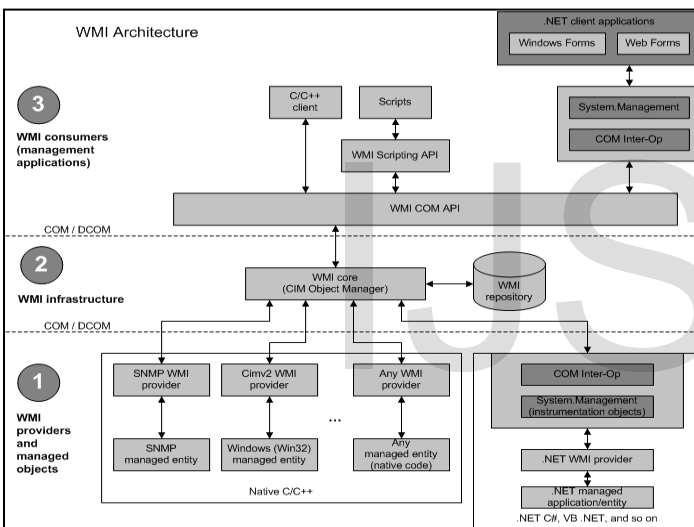 WMI Architecture
.NET client applications
Windows Forms
Web Forms
3
WMI consumers
(management
applications)
C/C++
client
Scripts
WMI Scripting API
System.Management
COM Inter-Op
WMI COM API
COM / DCOM
2
WMI infrastructure
WMI core
(CIM Object Manager)
WMI
repository
COM / DCOM
1
WMI
providers
and
managed
objects
SNMP WMI
provider
Cimv2 WMI
provider
Any WMI
provider
...
SNMP
managed entity
Windows (Win32)
managed entity
Any
managed entity
(native code)
Native C/C++
COM Inter-Op
System.Management
(instrumentation objects)
.NET WMI provider
.NET managed
application/entity
.NET C#, VB .NET, and so on
IJS